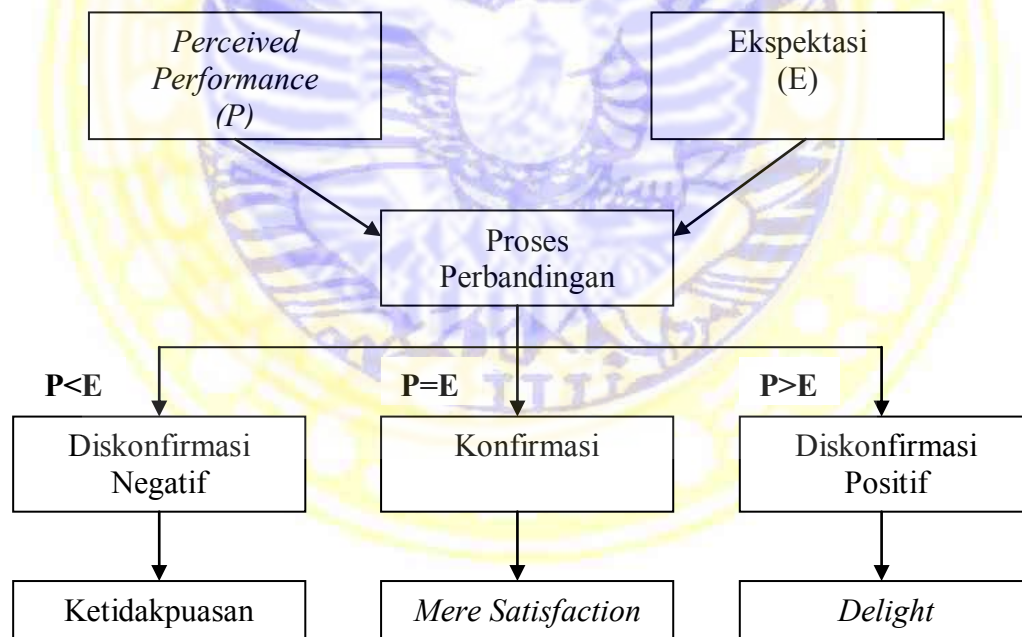 Perceived
Performance
(P)
Ekspektasi
(E)
Proses
Perbandingan
P<E
P=E
P>E
Diskonfirmasi
Negatif
Konfirmasi
Diskonfirmasi
Positif
Ketidakpuasan
Mere Satisfaction
Delight